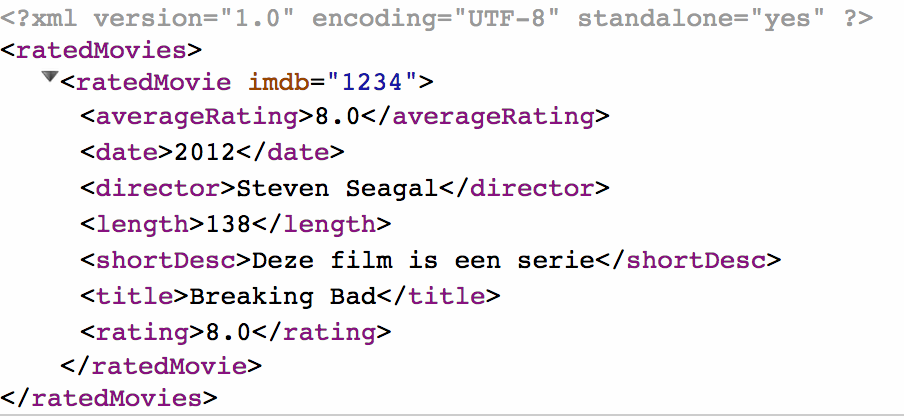 <?xml version="1.0" encoding="UTF-8" standalone="yes" ?>
<ratedMovies>
<ratedMovie imdb="1234">
<averageRating>8.0</averageRating>
<date>2012</date>
<director>Steven Seagal</director>
<length>138</length>
<shortDesc>Deze film is een serie</shortDesc>
<title>Breaking Bad</title>
<rating>8.0</rating>
</ratedMovie>
</ratedMovies>